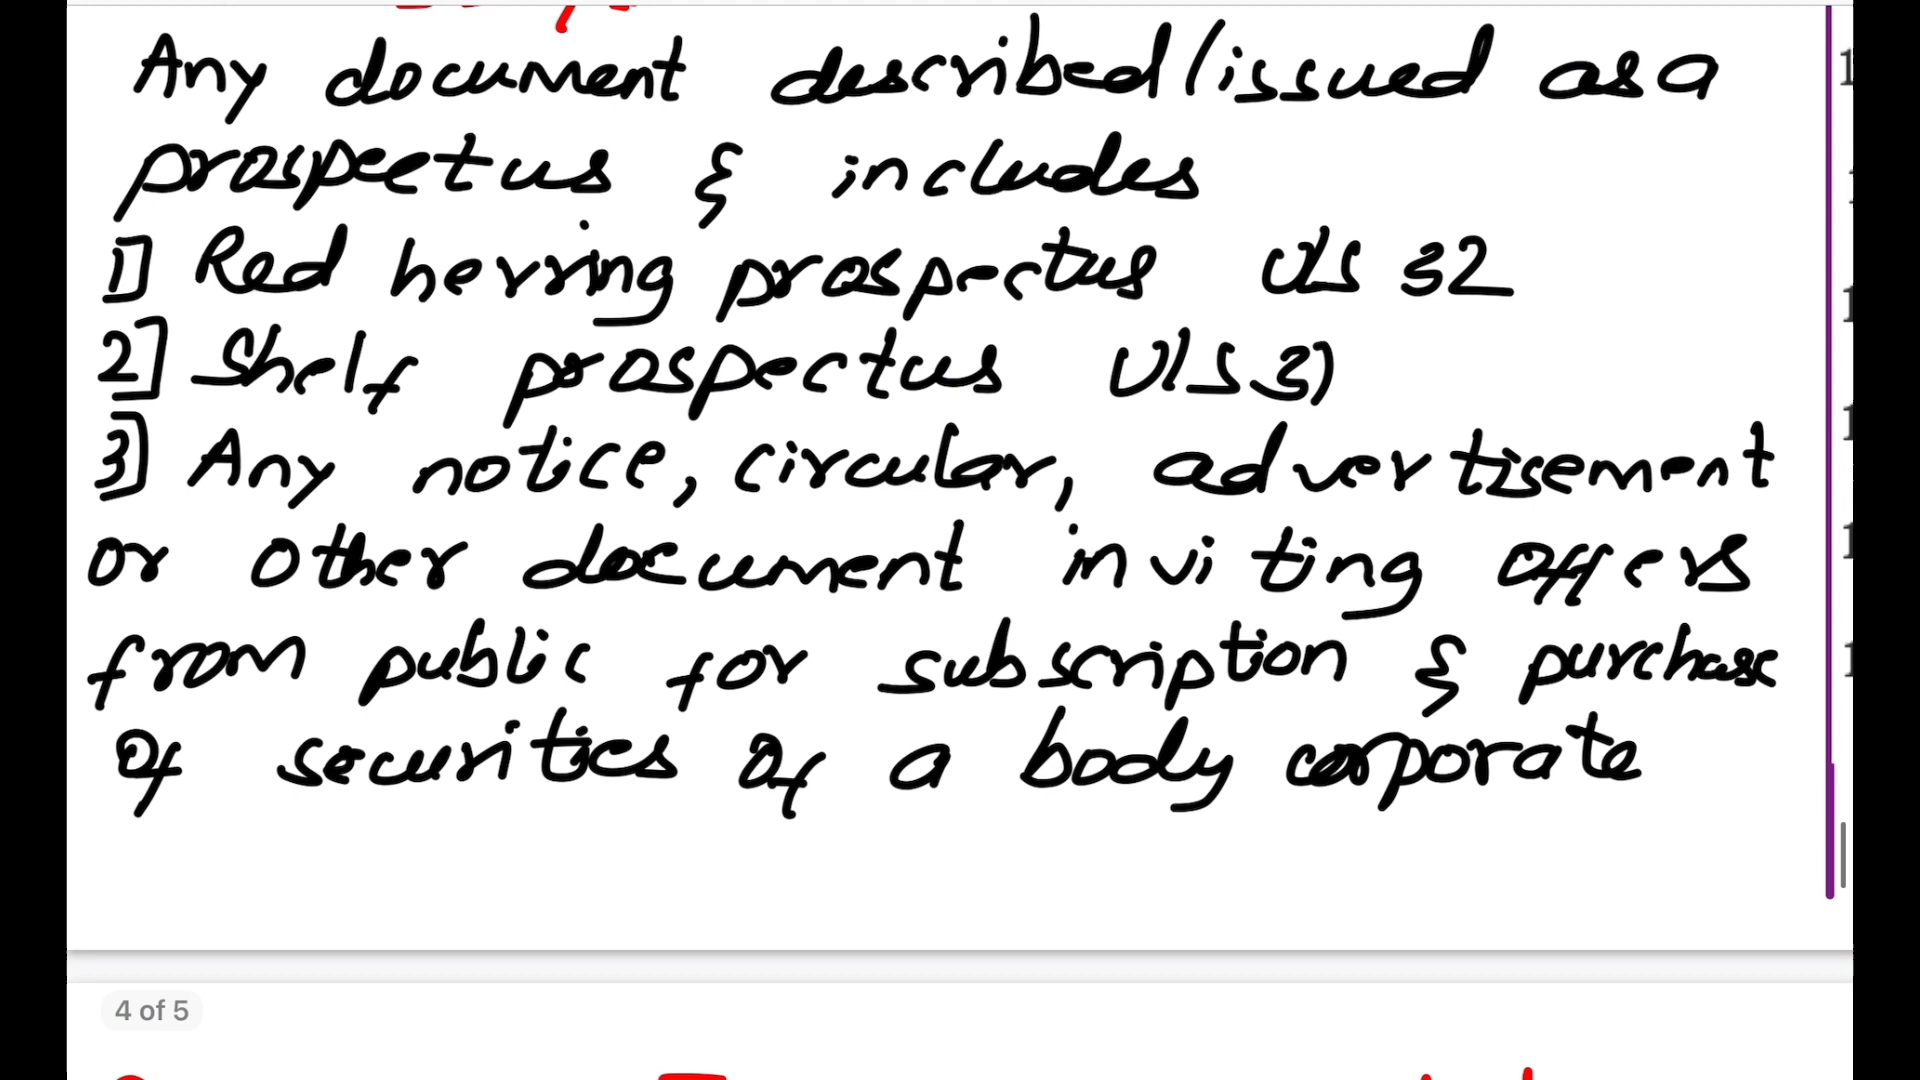 Any document described/issued as a
prospectus & includes
1] Red herring prospectus U/S 32
2] Shelf prospectus U/S 31
3] Any notice, circular, advertisement
or other document inviting offers
from public for subscription & purchase
of securities of a body corporate
4 of 5